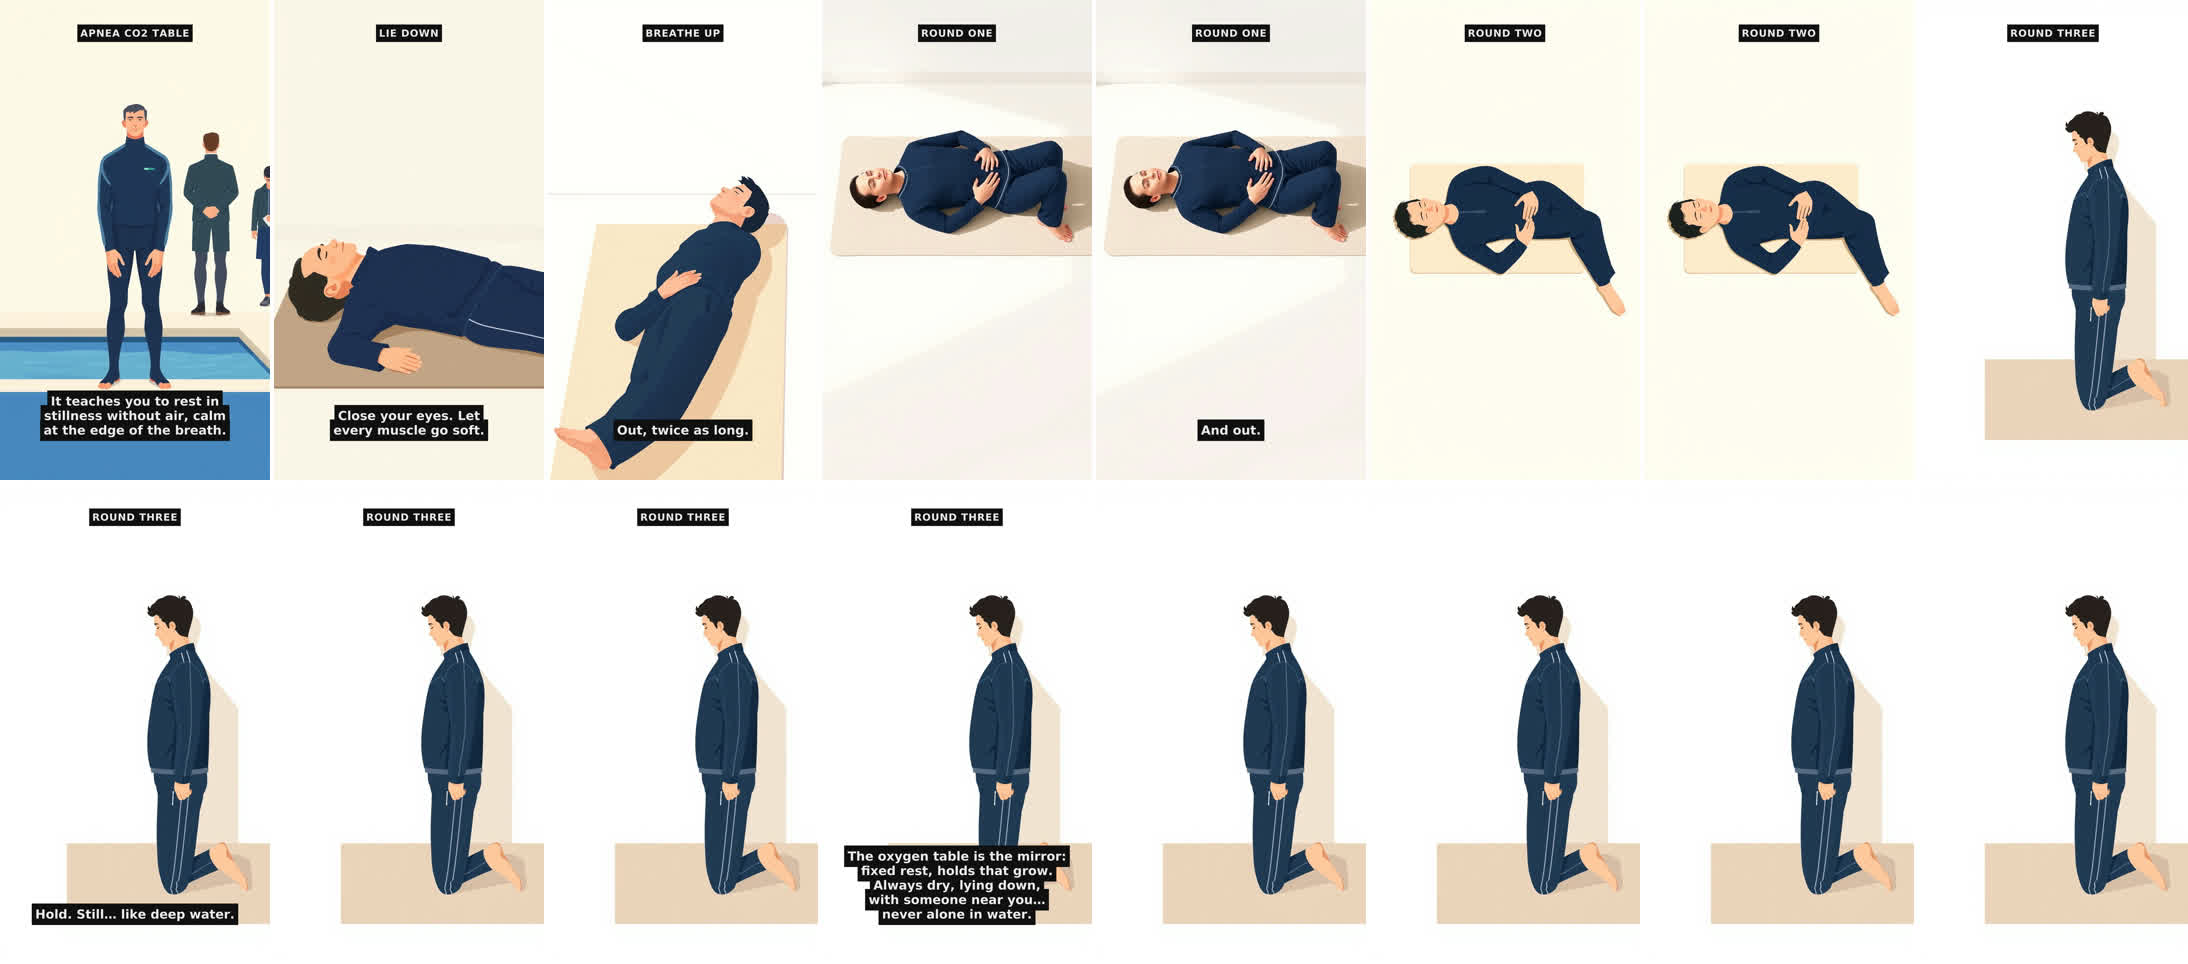 APNEA CO2 TABLE
It teaches you to rest in
stillness without air, calm
at the edge of the breath.
LIE DOWN
Close your eyes. Let
every muscle go soft.
BREATHE UP
Out, twice as long.
ROUND ONE
ROUND ONE
And out.
ROUND TWO
ROUND TWO
ROUND THREE
ROUND THREE
Hold. Still... like deep water.
ROUND THREE
ROUND THREE
ROUND THREE
The oxygen table is the mirror:
fixed rest, holds that grow.
Always dry, lying down,
with someone near you...
never alone in water.